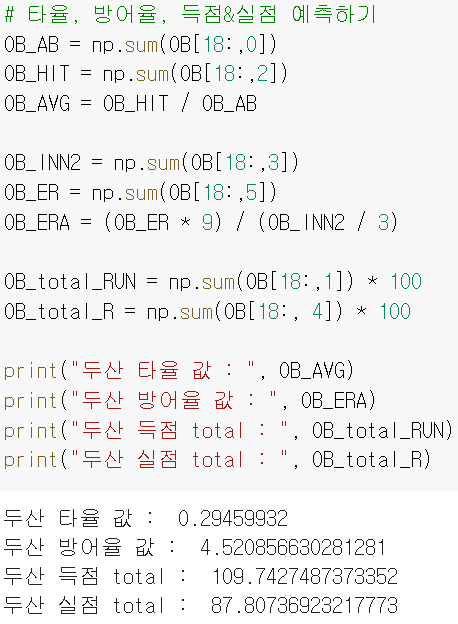 # 타율, 방어율, 득점&실점 예측하기
OB_AB = np.sum(OB[18:,0])
OB_HIT = np.sum(OB[18:,2])
OB_AVG = OB_HIT / OB_AB
OB_INN2 = np.sum(OB[18:,3])
OB_ER = np.sum(OB[18:,5])
OB_ERA = (OB_ER * 9) / (OB_INN2 / 3)
OB_total_RUN = np.sum(OB[18:,1]) * 100
OB_total_R = np.sum(OB[18:, 4]) * 100
print("두산 타율 값 : ", OB_AVG)
print("두산 방어율 값 : ", OB_ERA)
print("두산 득점 total : ", OB_total_RUN)
print("두산 실점 total : ", OB_total_R)
두산 타율 값 :  0.29459932
두산 방어율 값 :  4.520856630281281
두산 득점 total :  109.7427487373352
두산 실점 total :  87.80736923217773